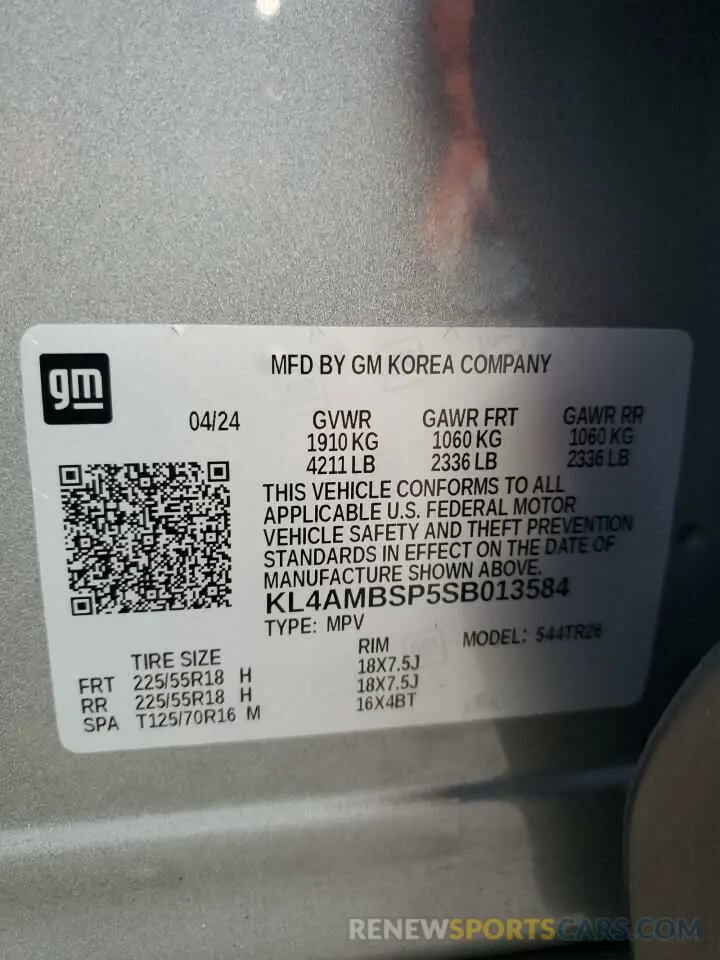 gm
MFD BY GM KOREA COMPANY
04/24 GVWR GAWR FRT GAWR RR
1910 KG 1060 KG 1060 KG
4211 LB 2336 LB 2336 LB
THIS VEHICLE CONFORMS TO ALL
APPLICABLE U.S. FEDERAL MOTOR
VEHICLE SAFETY AND THEFT PREVENTION
STANDARDS IN EFFECT ON THE DATE OF
MANUFACTURE SHOWN ABOVE.
KL4AMBSP5SB013584
TYPE: MPV MODEL: 544TR26
TIRE SIZE RIM
FRT 225/55R18 H 18X7.5J
RR 225/55R18 H 18X7.5J
SPA T125/70R16 M 16X4BT
RENEWSPORTSCARS.COM